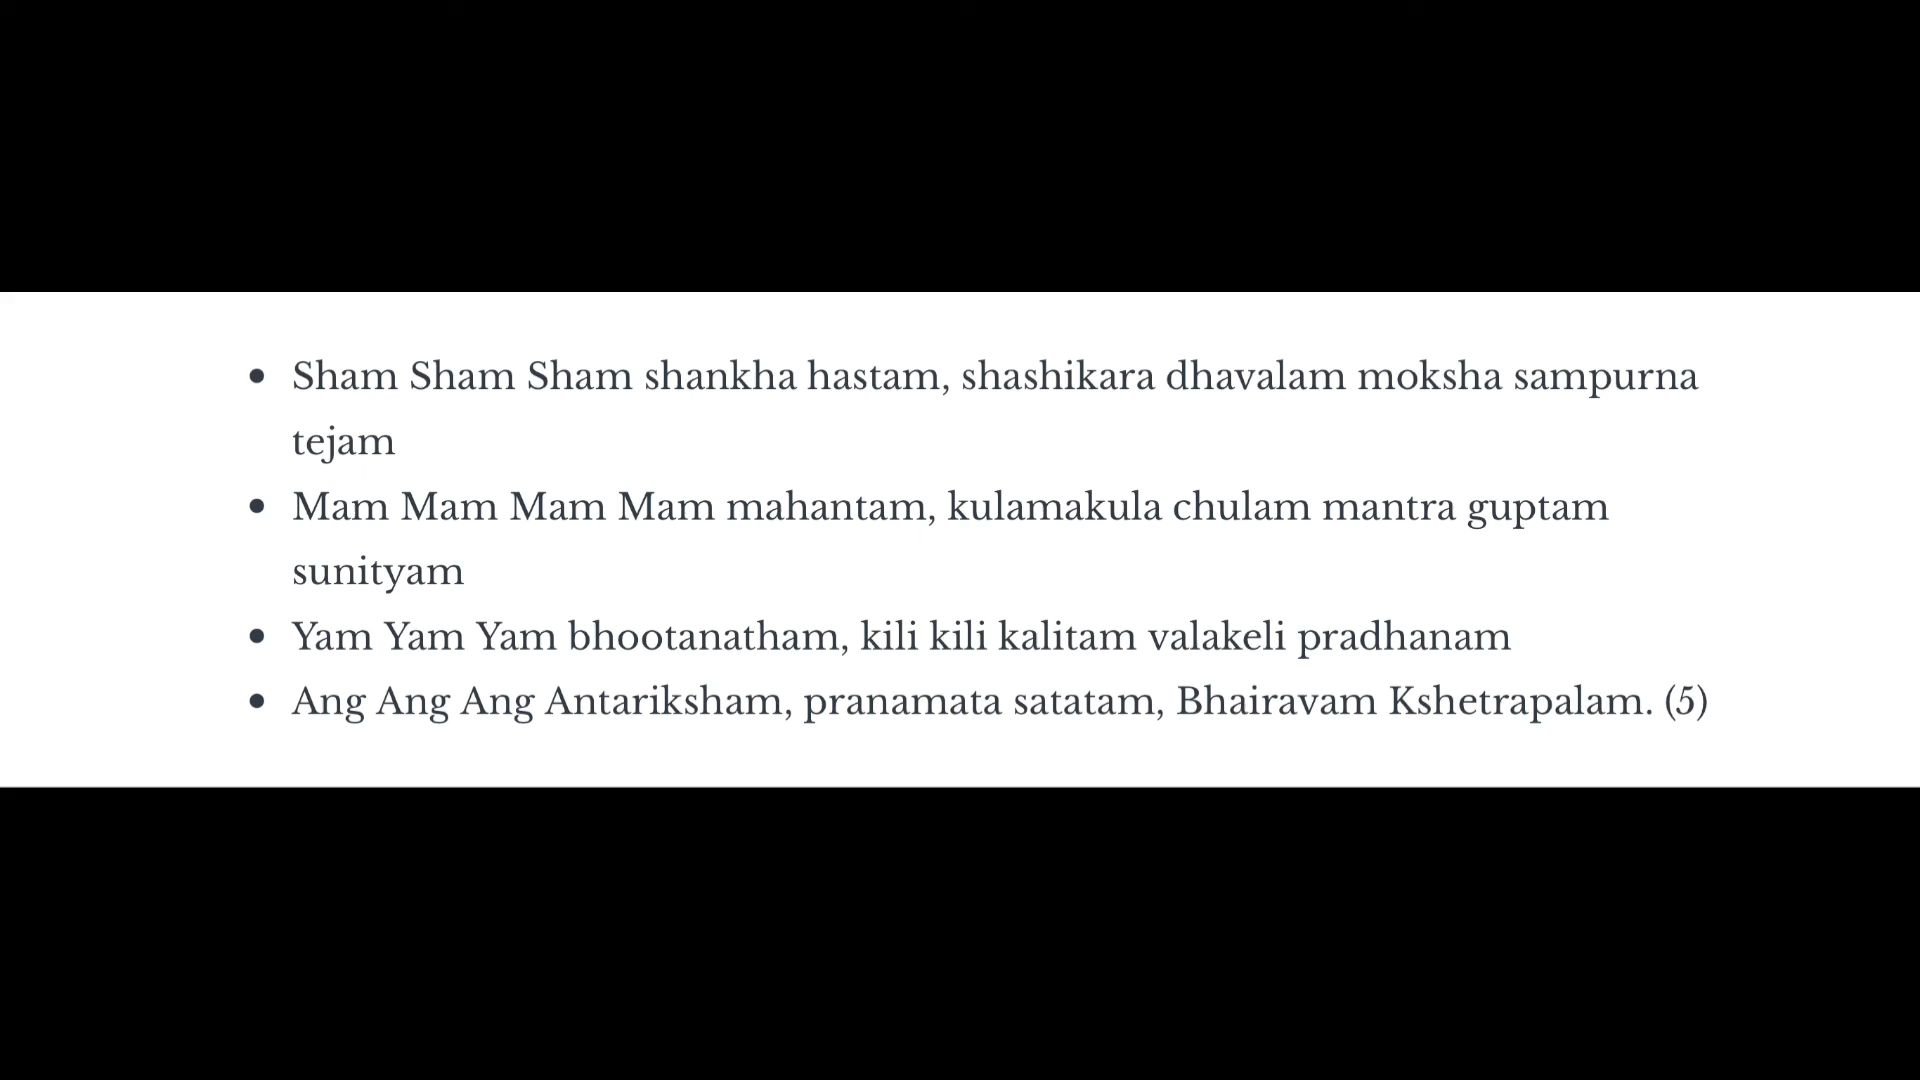 Sham Sham Sham shankha hastam, shashikara dhavalam moksha sampurna
tejam
Mam Mam Mam Mam mahantam, kulamakula chulam mantra guptam
sunityam
Yam Yam Yam bhootanatham, kili kili kalitam valakeli pradhanam
Ang Ang Ang Antariksham, pranamata satatam, Bhairavam Kshetrapalam. (5)